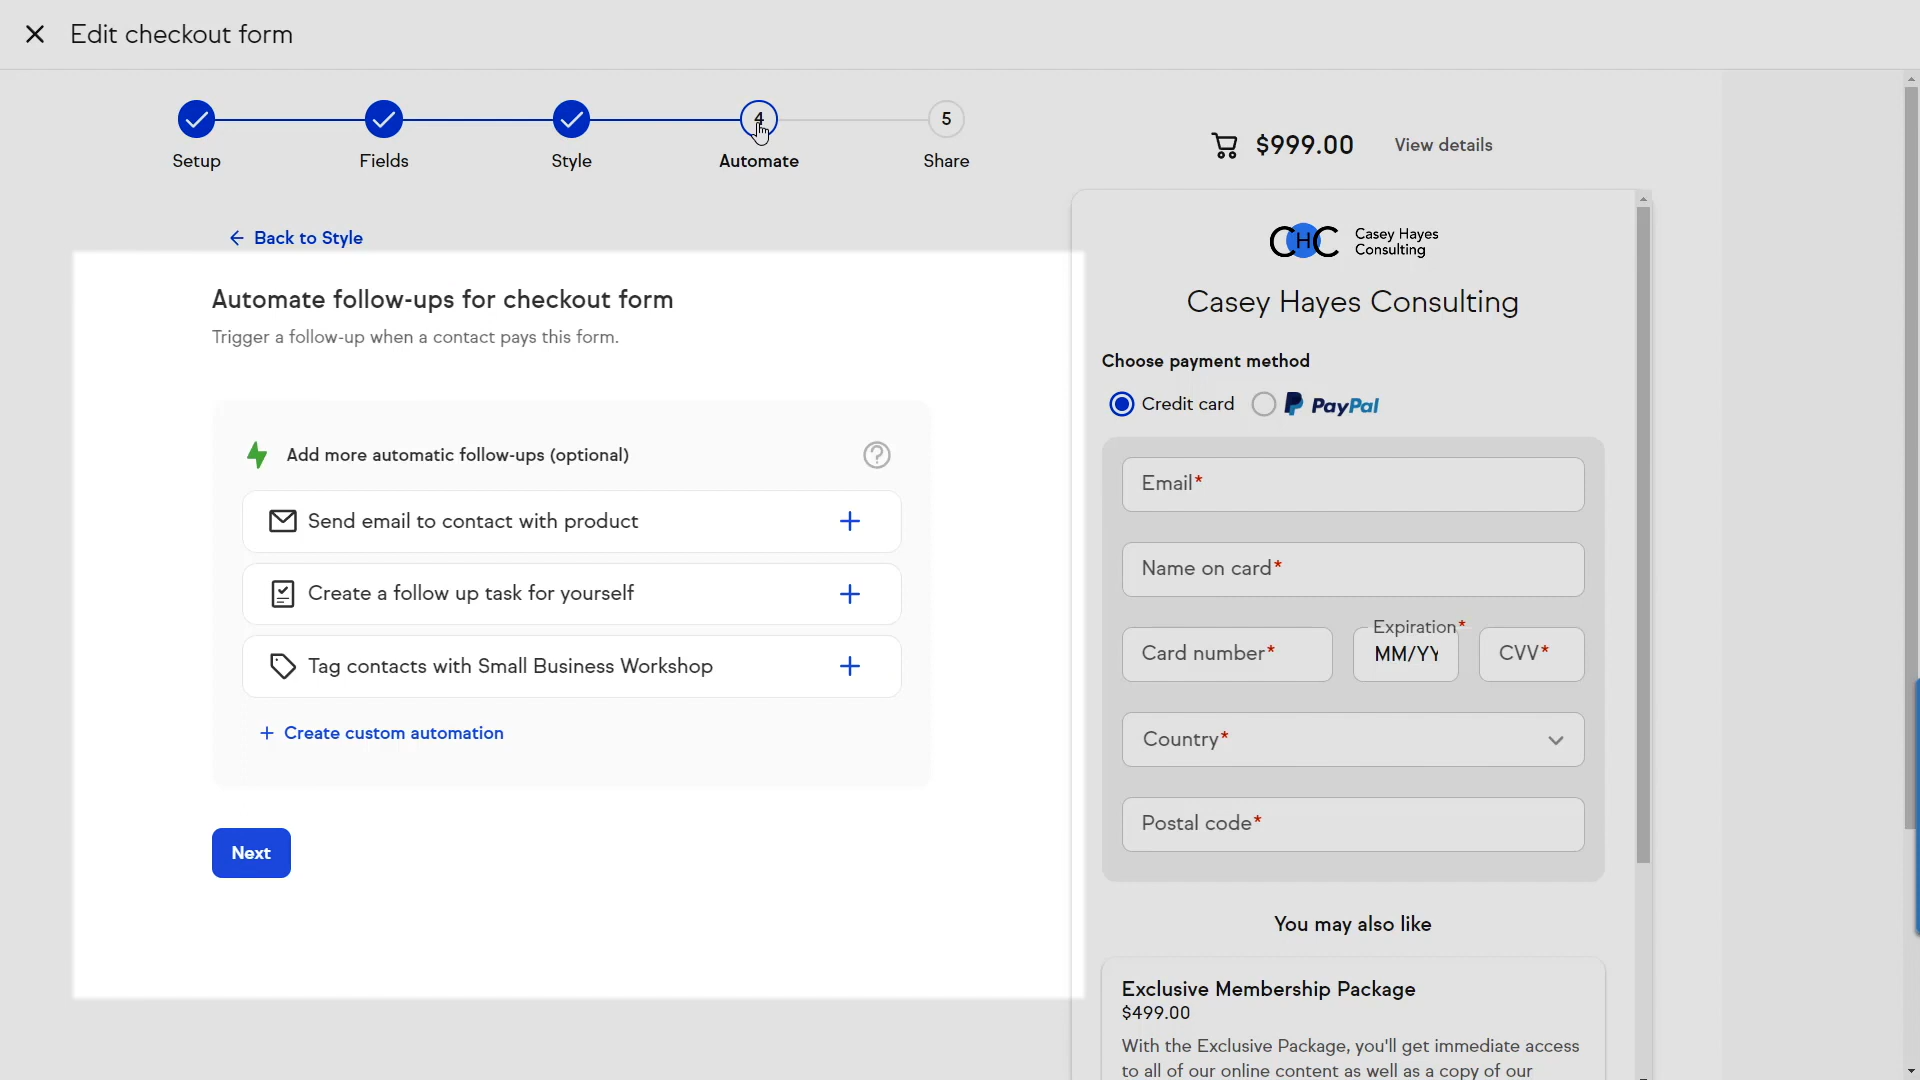 Edit checkout form
4
5
Setup
Fields
Style
Automate
Share
$999.00
View details
Back to Style
Automate follow-ups for checkout form
Trigger a follow-up when a contact pays this form.
Add more automatic follow-ups (optional)
?
Send email to contact with product
Create a follow up task for yourself
Tag contacts with Small Business Workshop
+ Create custom automation
Next
CHC
Casey Hayes
Consulting
Casey Hayes Consulting
Choose payment method
Credit card
PayPal
Email*
Name on card*
Card number*
Expiration*
MM/YY
CVV*
Country*
Postal code*
You may also like
Exclusive Membership Package
$499.00
With the Exclusive Package, you'll get immediate access
to all of our online content as well as a copy of our